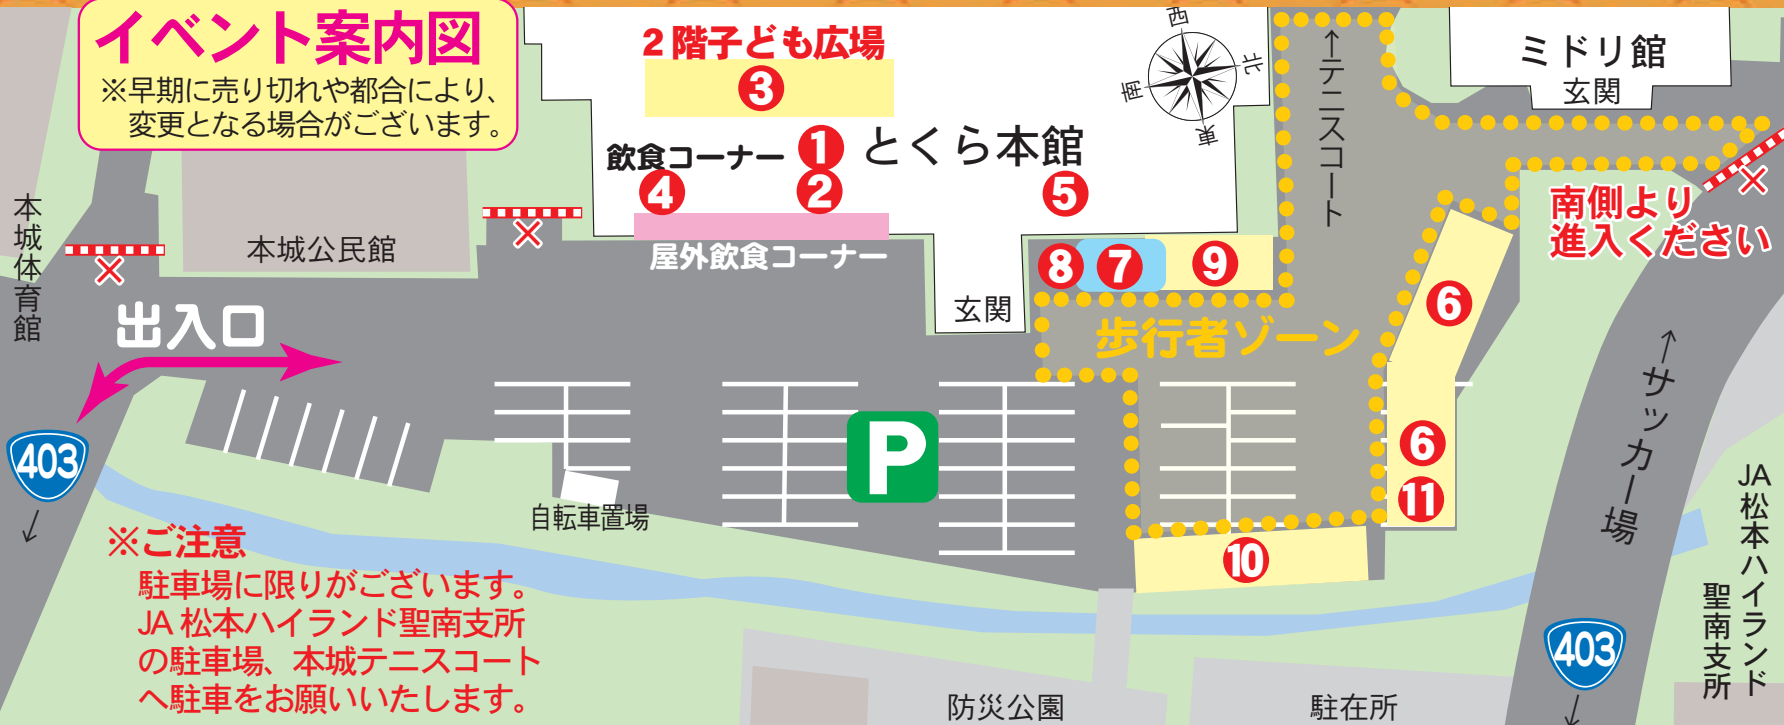 イベント案内図
※早期に売り切れや都合により、
変更となる場合がございます。
2階子ども広場
③
飲食コーナー
①
とくら本館
④
②
⑤
屋外飲食コーナー
玄関
西
北
南
東
←テニスコート
ミドリ館
玄関
南側より
進入ください
本城体育館
本城公民館
出入口
⑧
⑦
⑨
歩行者ゾーン
⑥
⑥
⑪
⑩
P
自転車置場
403
↓
※ご注意
駐車場に限りがございます。
JA 松本ハイランド聖南支所
の駐車場、本城テニスコート
へ駐車をお願いいたします。
←サッカー場
JA松本ハイランド
聖南支所
403
↓
防災公園
駐在所